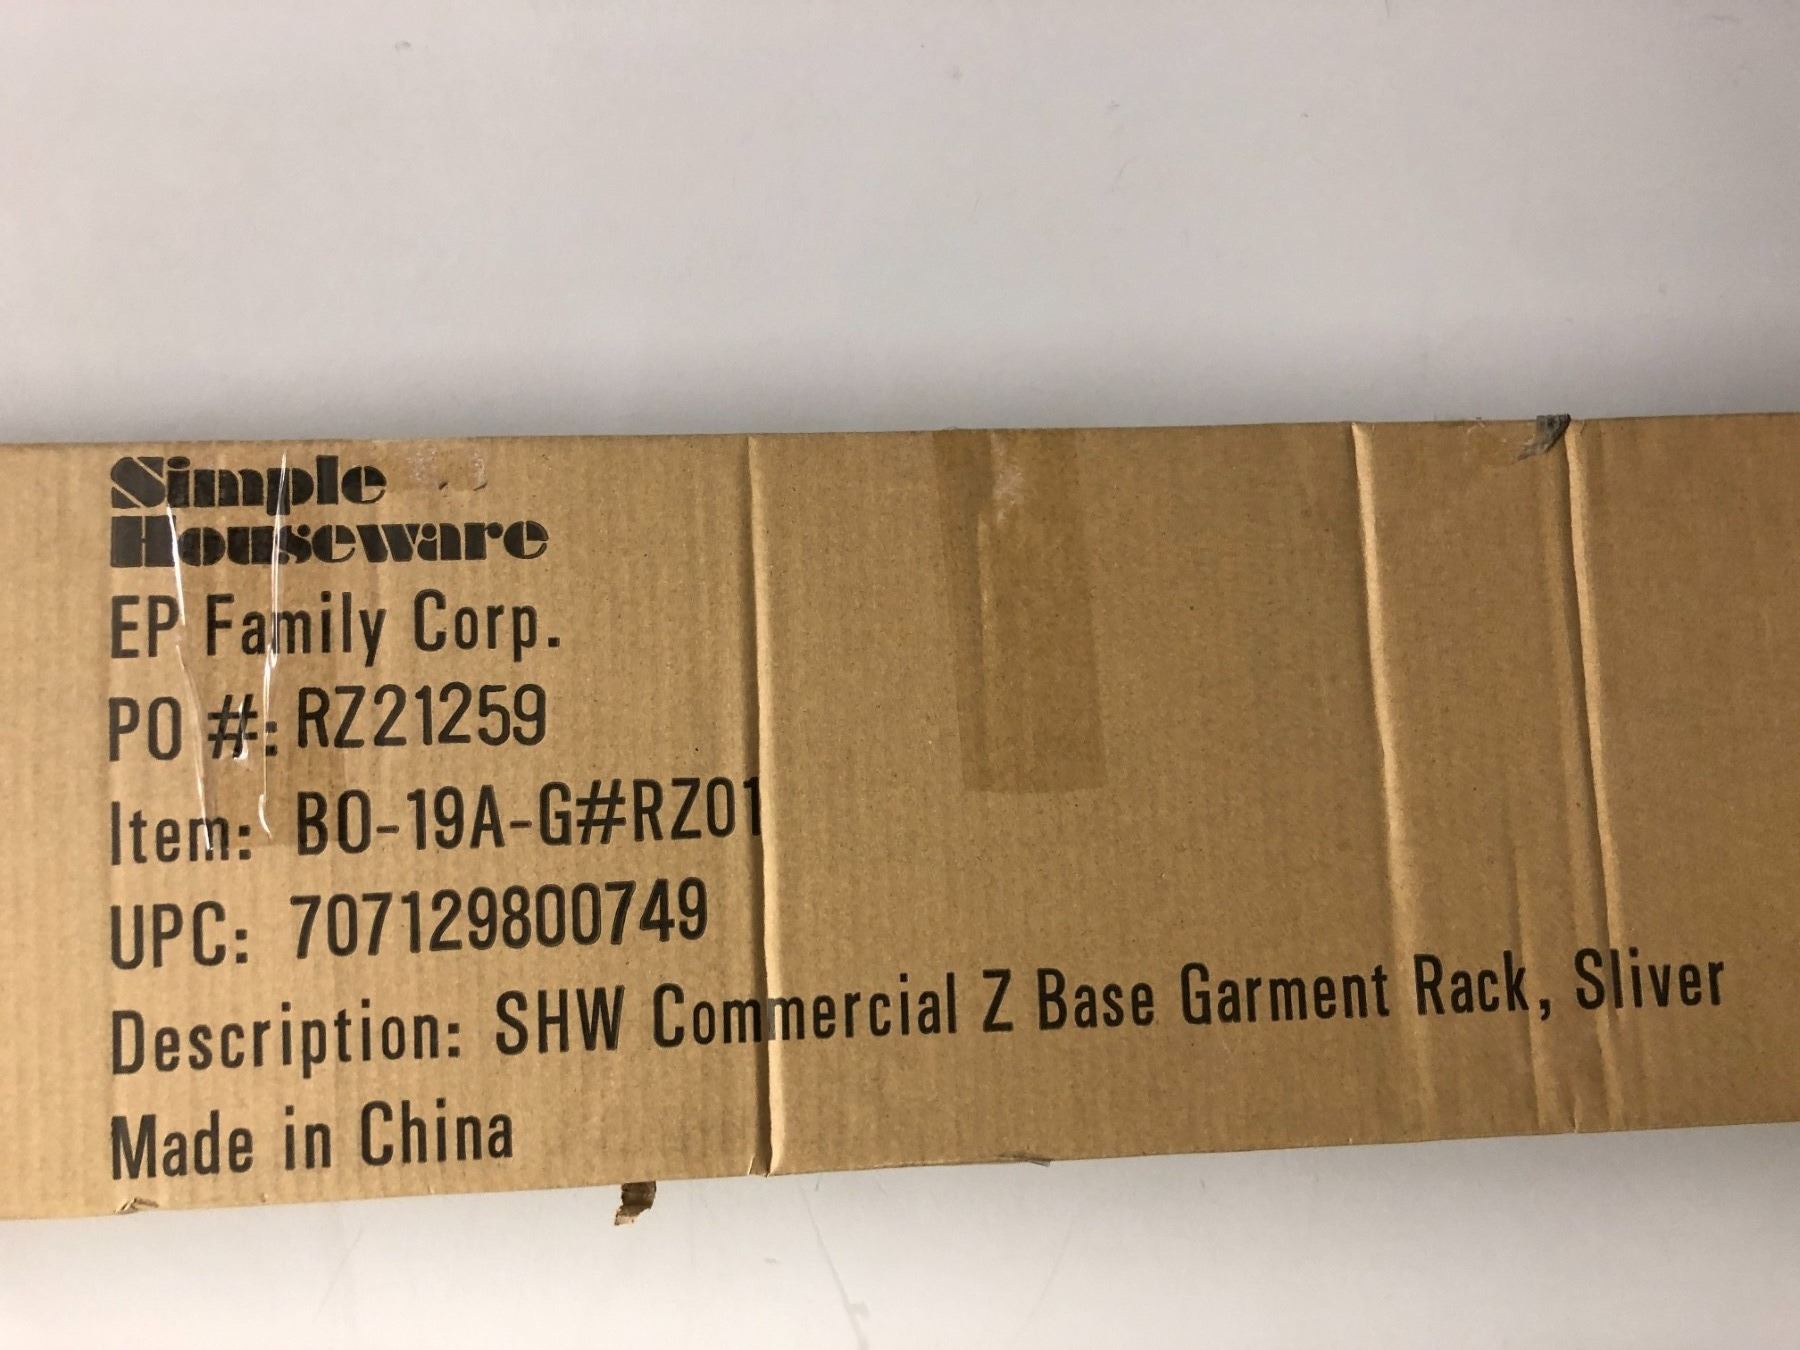 Simple
Houseware
EP Family Corp.
PO #: RZ21259
Item: BO-19A-G#RZ01
UPC: 707129800749
Description: SHW Commercial Z Base Garment Rack, Sliver
Made in China